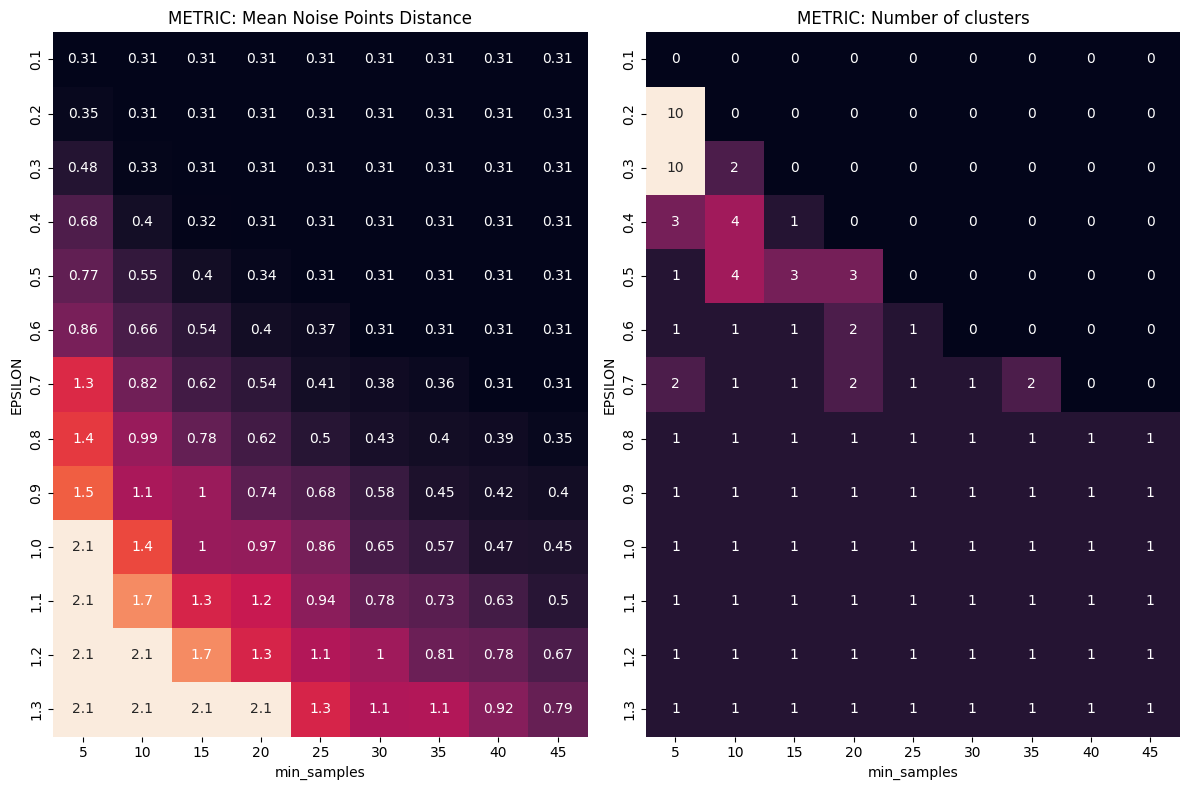 METRIC: Mean Noise Points Distance
EPSILON
0.1 0.31 0.31 0.31 0.31 0.31 0.31 0.31 0.31 0.31
0.2 0.35 0.31 0.31 0.31 0.31 0.31 0.31 0.31 0.31
0.3 0.48 0.33 0.31 0.31 0.31 0.31 0.31 0.31 0.31
0.4 0.68 0.4 0.32 0.31 0.31 0.31 0.31 0.31 0.31
0.5 0.77 0.55 0.4 0.34 0.31 0.31 0.31 0.31 0.31
0.6 0.86 0.66 0.54 0.4 0.37 0.31 0.31 0.31 0.31
0.7 1.3 0.82 0.62 0.54 0.41 0.38 0.36 0.31 0.31
0.8 1.4 0.99 0.78 0.62 0.5 0.43 0.4 0.39 0.35
0.9 1.5 1.1 1 0.74 0.68 0.58 0.45 0.42 0.4
1.0 2.1 1.4 1 0.97 0.86 0.65 0.57 0.47 0.45
1.1 2.1 1.7 1.3 1.2 0.94 0.78 0.73 0.63 0.5
1.2 2.1 2.1 1.7 1.3 1.1 1 0.81 0.78 0.67
1.3 2.1 2.1 2.1 2.1 1.3 1.1 1.1 0.92 0.79
5 10 15 20 25 30 35 40 45
min_samples
METRIC: Number of clusters
EPSILON
0.1 0 0 0 0 0 0 0 0 0
0.2 10 0 0 0 0 0 0 0 0
0.3 10 2 0 0 0 0 0 0 0
0.4 3 4 1 0 0 0 0 0 0
0.5 1 4 3 3 0 0 0 0 0
0.6 1 1 1 2 1 0 0 0 0
0.7 2 1 1 2 1 1 2 0 0
0.8 1 1 1 1 1 1 1 1 1
0.9 1 1 1 1 1 1 1 1 1
1.0 1 1 1 1 1 1 1 1 1
1.1 1 1 1 1 1 1 1 1 1
1.2 1 1 1 1 1 1 1 1 1
1.3 1 1 1 1 1 1 1 1 1
5 10 15 20 25 30 35 40 45
min_samples